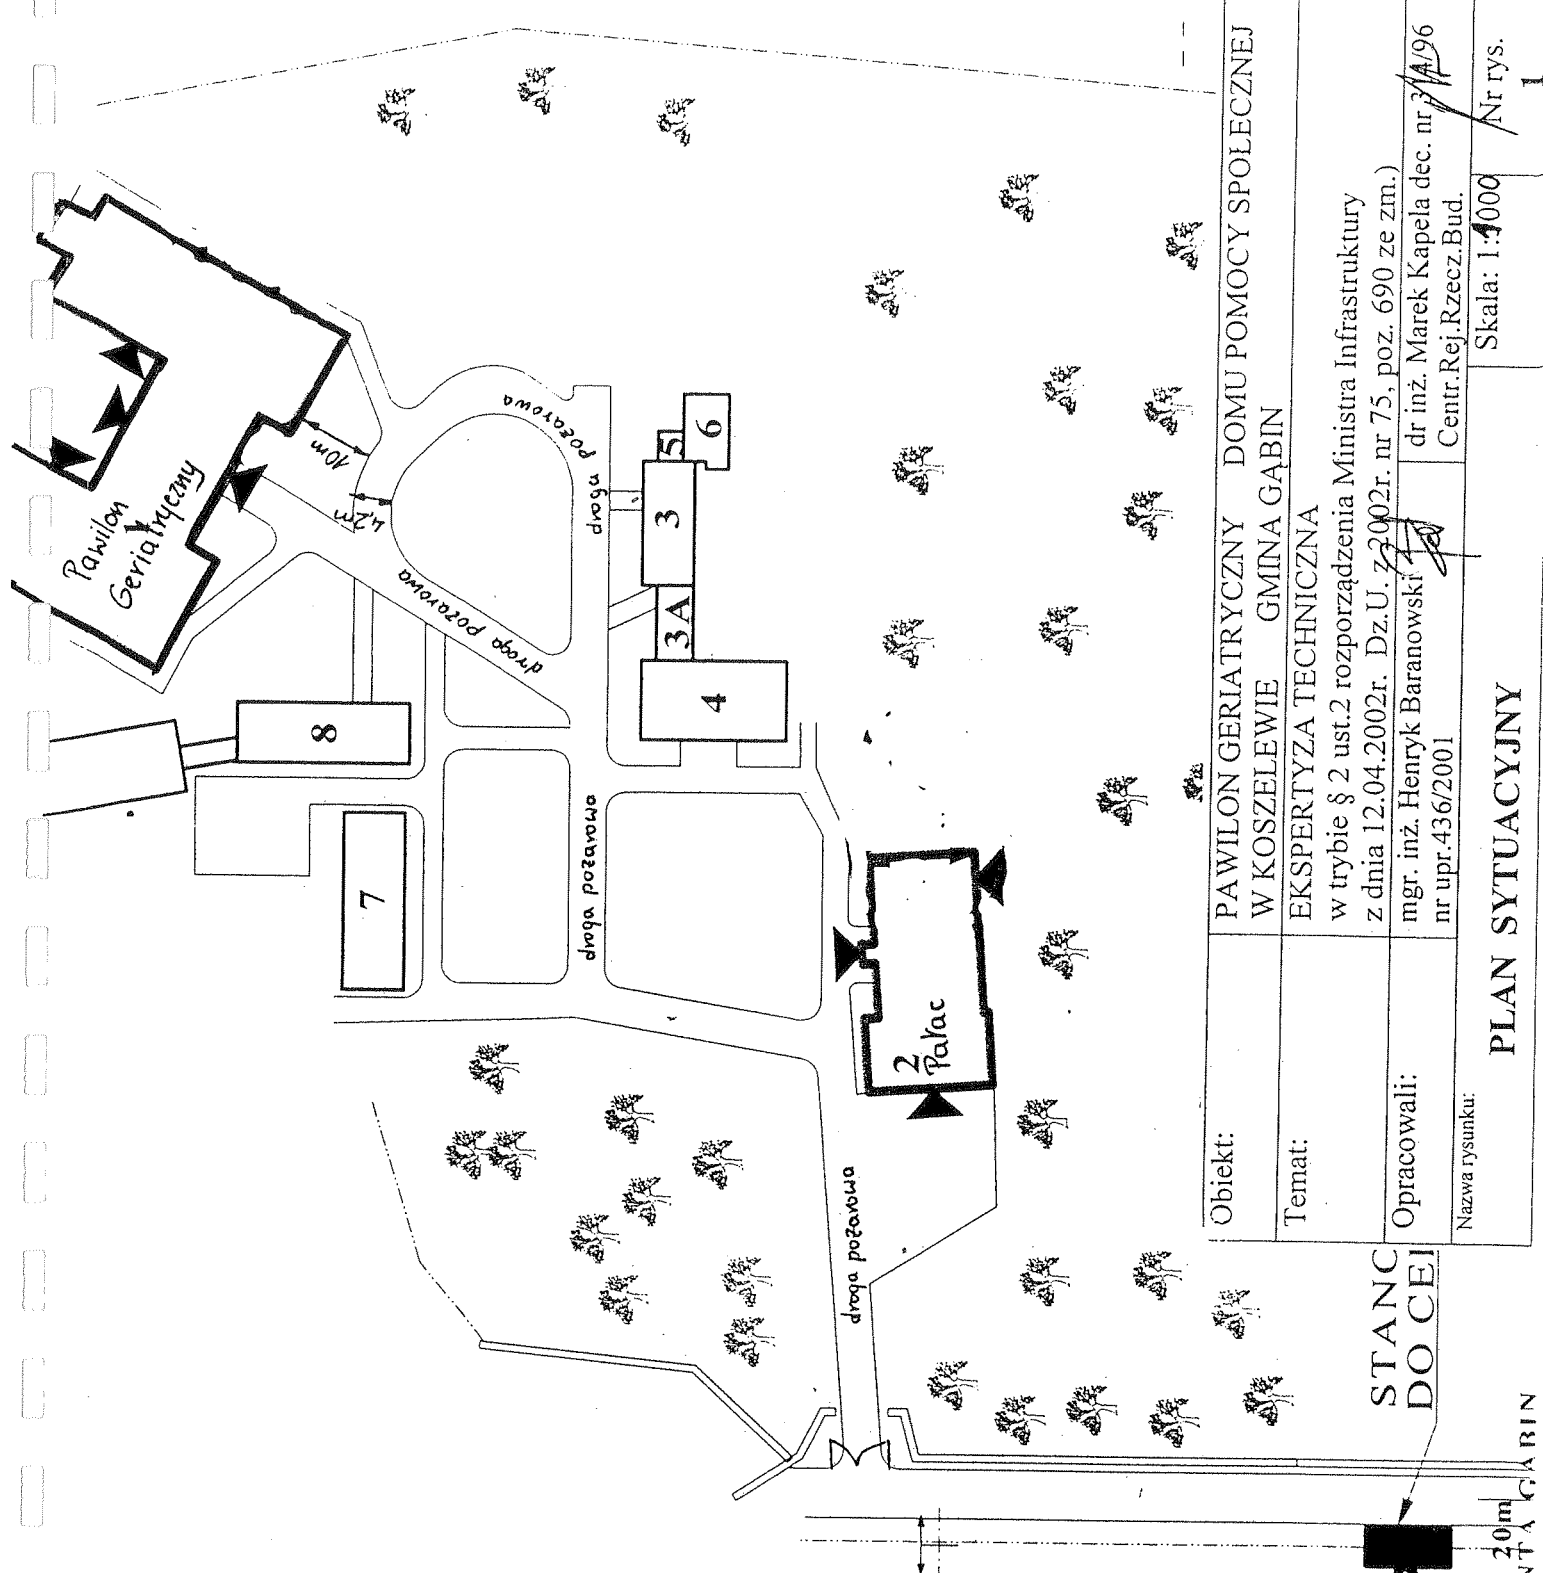 Pawilon
Geriatryczny
10m
4,2m
droga pożarowa
droga pożarowa
droga pożarowa
droga pożarowa
8
7
3
3A
4
5
6
2
Pałac
Obiekt:
PAWILON GERIATRYCZNY DOMU POMOCY SPOŁECZNEJ
W KOSZELEWIE GMINA GĄBIN
Temat:
EKSPERTYZA TECHNICZNA
w trybie § 2 ust.2 rozporządzenia Ministra Infrastruktury
z dnia 12.04.2002r. Dz.U. z 2002r. nr 75, poz. 690 ze zm.)
Opracowali:
mgr. inż. Henryk Baranowski
nr upr.436/2001
dr inż. Marek Kapela dec. nr
Centr.Rej.Rzecz.Bud.
Nazwa rysunku:
PLAN SYTUACYJNY
Skala: 1:1000
Nr rys.
1
STANC
DO CEI
20m
NTA GĄBIN